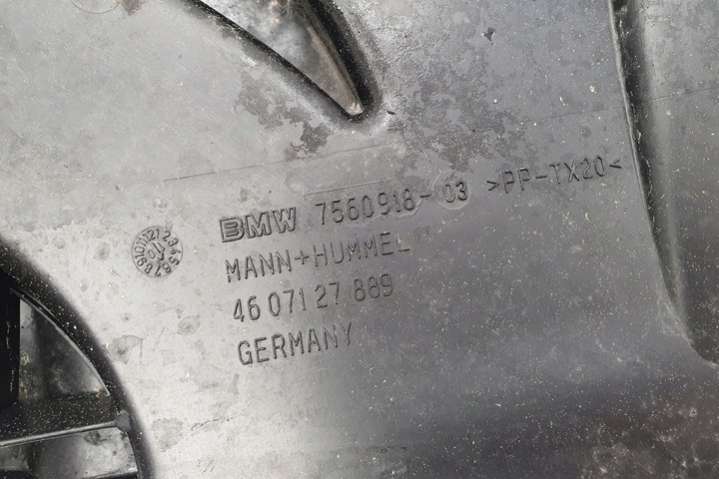 BMW 7560918-03 >PP-TX20<
MANN+HUMMEL
46 071 27 889
GERMANY